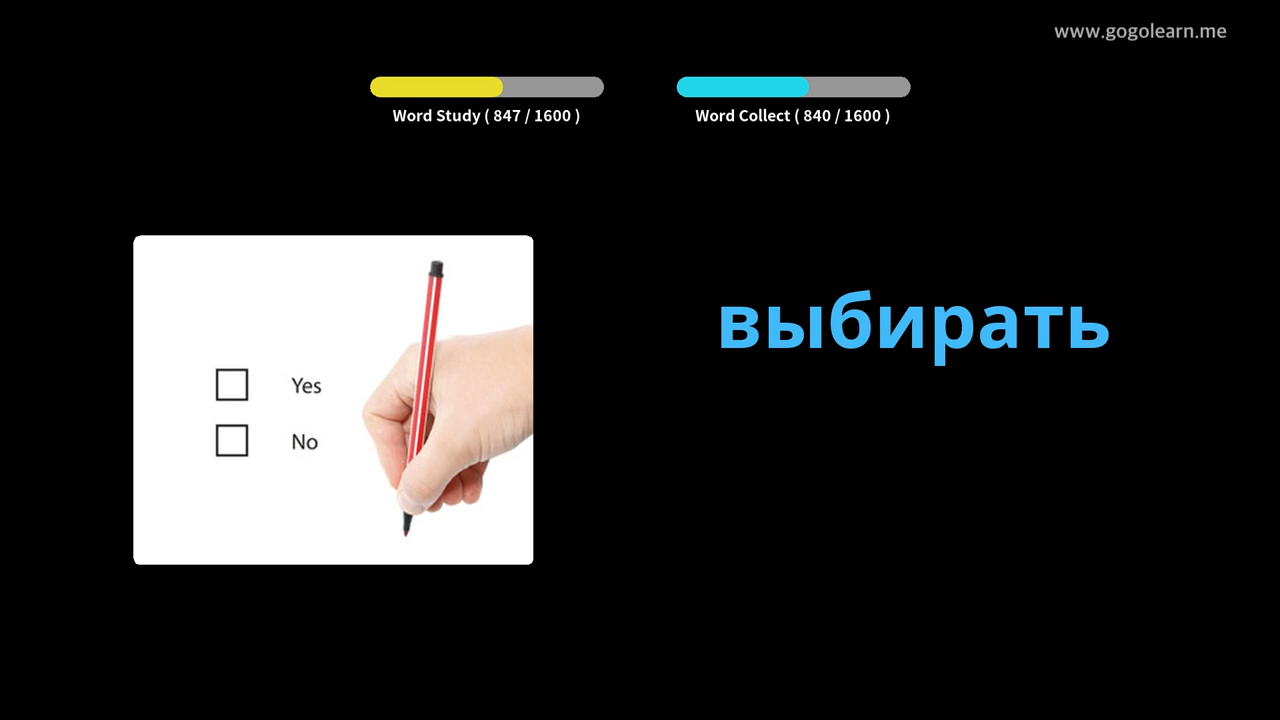 www.gogolearn.me
Word Study ( 847 / 1600 )
Word Collect ( 840 / 1600 )
Yes
No
выбирать